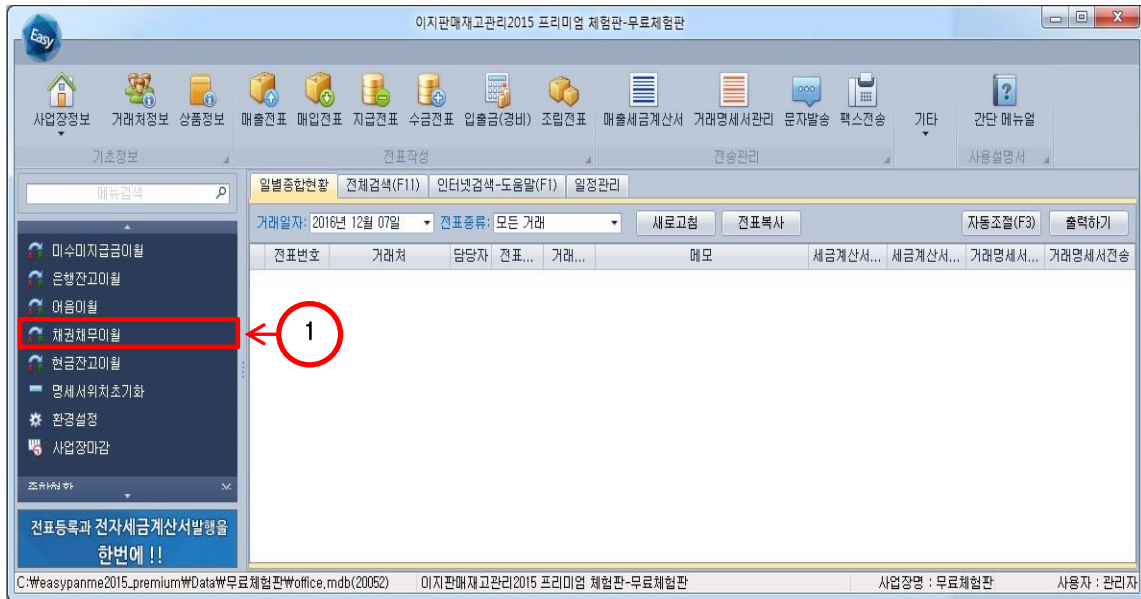 이지판매재고관리2015 프리미엄 체험판-무료체험판
Easy
사업장정보 거래처정보 상품정보 매출전표 매입전표 지급전표 수금전표 입출금(경비) 조립전표 매출세금계산서 거래명세서관리 문자발송 팩스전송 기타 간단 메뉴얼
기초정보 전표작성 전송관리 사용설명서
메뉴검색
일별종합현황 전체검색(F11) 인터넷검색-도움말(F1) 일정관리
거래일자: 2016년 12월 07일 전표종류: 모든 거래 새로고침 전표복사 자동조절(F3) 출력하기
전표번호 거래처 담당자 전표... 거래... 메모 세금계산서... 세금계산서... 거래명세서... 거래명세서전송
미수미지급금이월
은행잔고이월
어음이월
채권채무이월
1
현금잔고이월
명세서위치초기화
환경설정
사업장마감
전표등록과 전자세금계산서발행을
한번에 !!
C:₩easypanme2015_premium₩Data₩무료체험판₩office.mdb(20052) 이지판매재고관리2015 프리미엄 체험판-무료체험판 사업장명 : 무료체험판 사용자 : 관리자